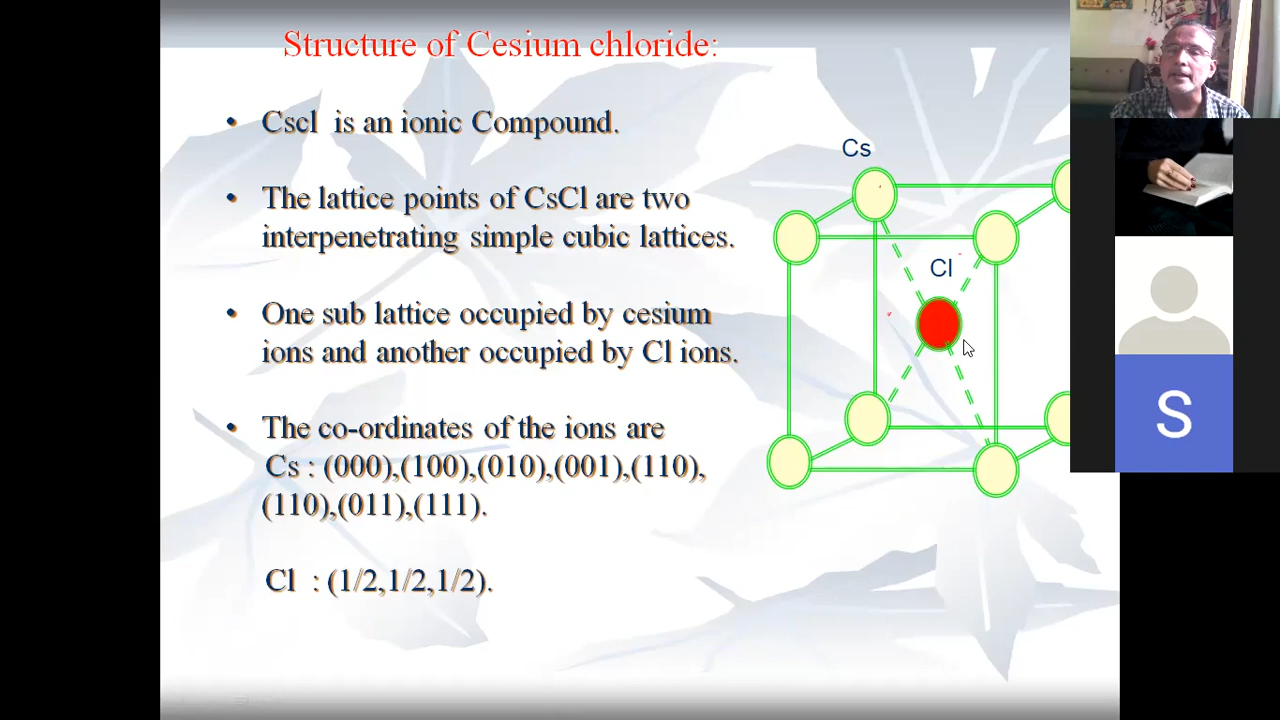 Structure of Cesium chloride:
• Cscl is an ionic Compound.
• The lattice points of CsCl are two
interpenetrating simple cubic lattices.
• One sub lattice occupied by cesium
ions and another occupied by Cl ions.
• The co-ordinates of the ions are
Cs : (000),(100),(010),(001),(110),
(110),(011),(111).
Cl : (1/2,1/2,1/2).
Cs
Cl
S